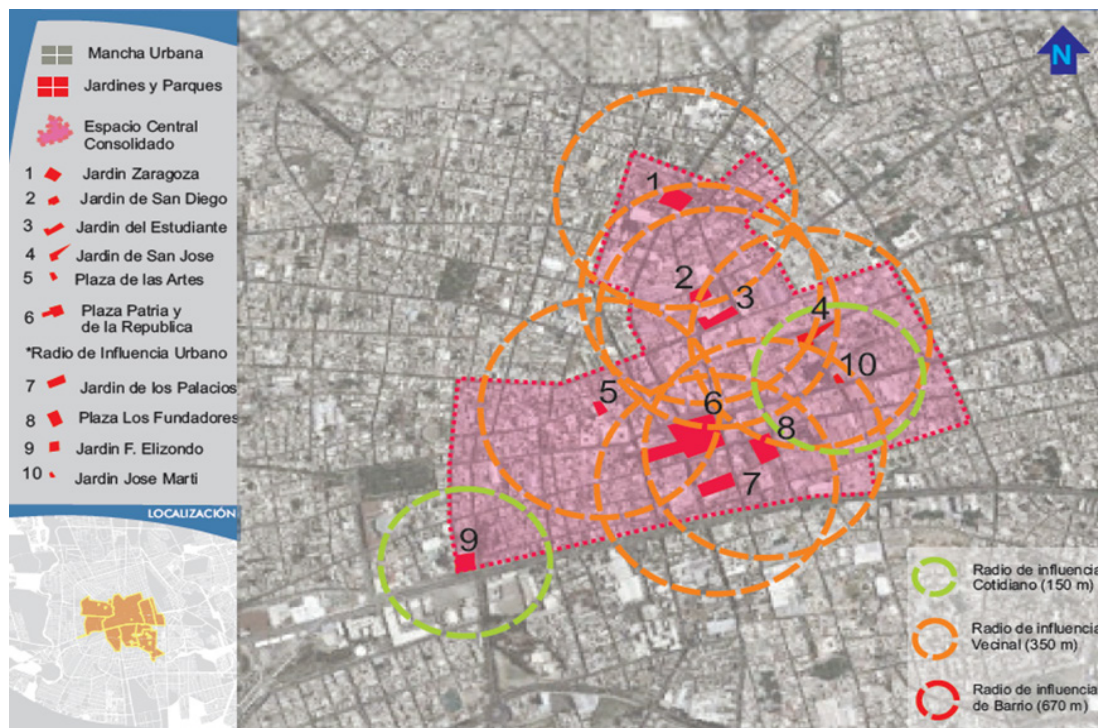 Mancha Urbana
Jardines y Parques
Espacio Central
Consolidado
1 Jardin Zaragoza
2 Jardin de San Diego
3 Jardin del Estudiante
4 Jardin de San Jose
5 Plaza de las Artes
6 Plaza Patria y
de la Republica
*Radio de Influencia Urbano
7 Jardin de los Palacios
8 Plaza Los Fundadores
9 Jardin F. Elizondo
10 Jardin Jose Marti
LOCALIZACIÓN
N
1
2
3
4
10
5
6
8
7
9
Radio de influencia
Cotidiano (150 m)
Radio de influencia
Vecinal (350 m)
Radio de influencia
de Barrio (670 m)